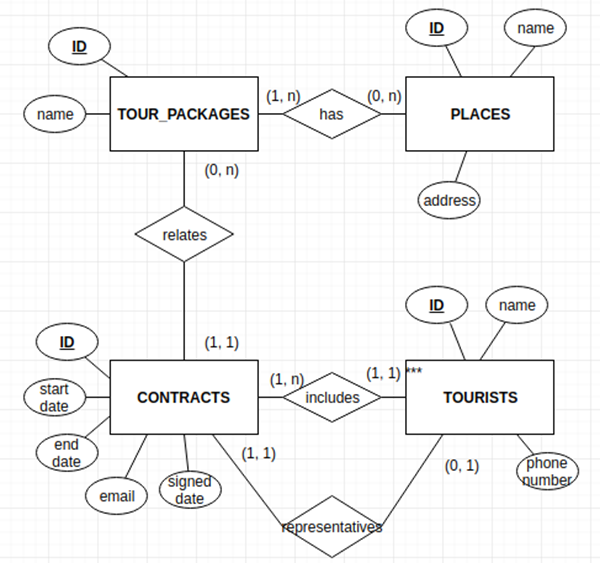 ID
name
TOUR_PACKAGES
(1, n)
has
(0, n)
ID
name
PLACES
address
(0, n)
relates
(1, 1)
ID
start
date
end
date
email
signed
date
CONTRACTS
(1, n)
includes
(1, 1) ***
ID
name
TOURISTS
phone
number
(1, 1)
representatives
(0, 1)